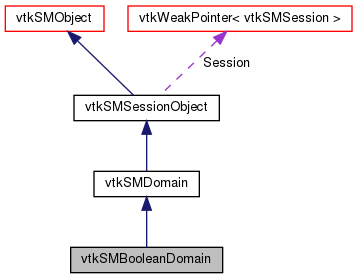 vtkSMObject
vtkWeakPointer< vtkSMSession >
Session
vtkSMSessionObject
vtkSMDomain
vtkSMBooleanDomain